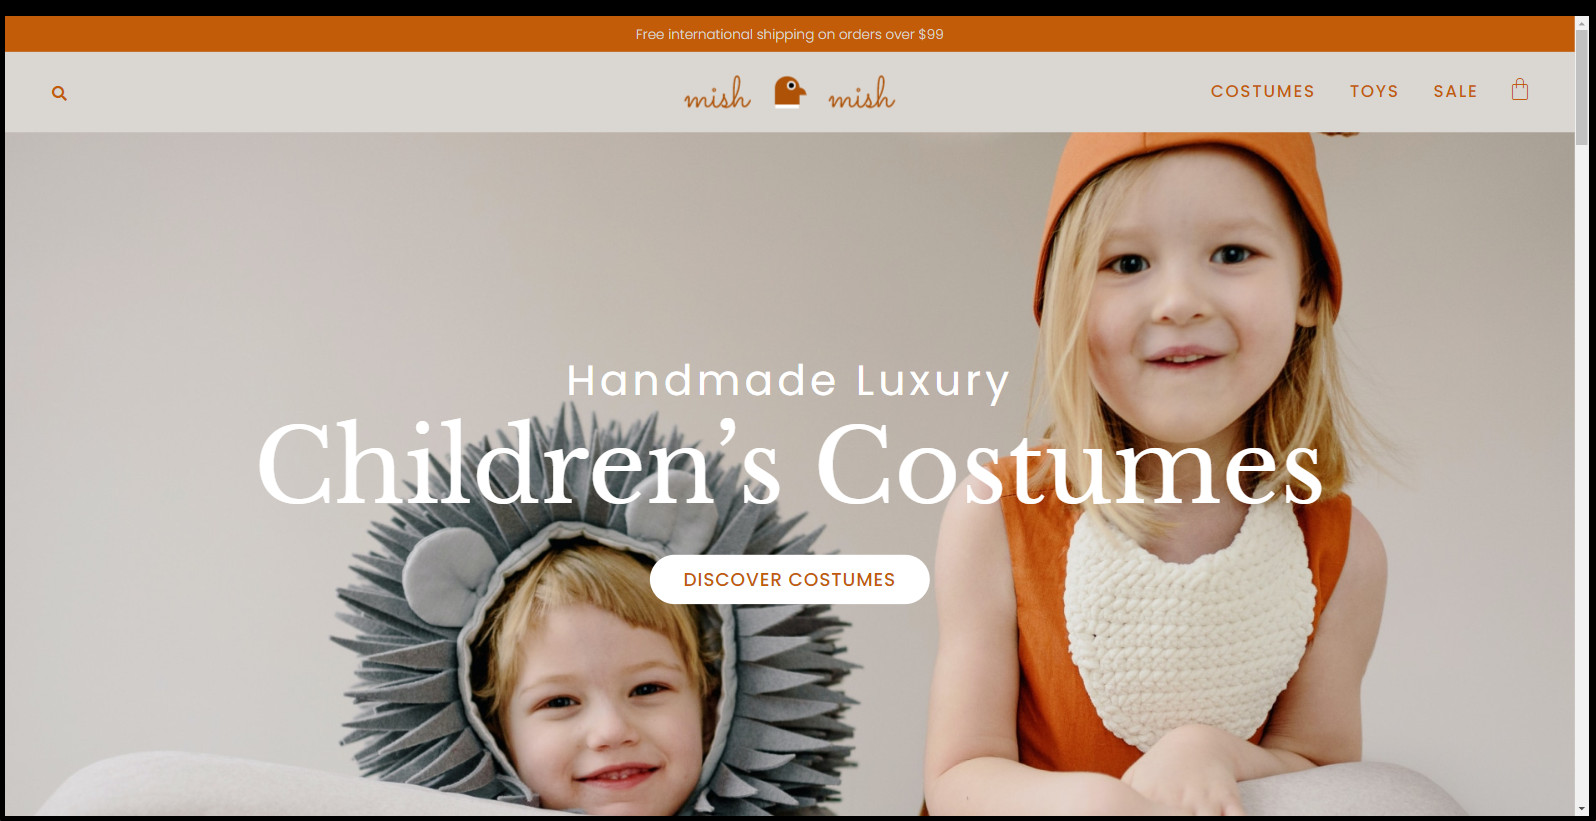 Free international shipping on orders over $99
mish mish
COSTUMES TOYS SALE
Handmade Luxury
Children’s Costumes
DISCOVER COSTUMES